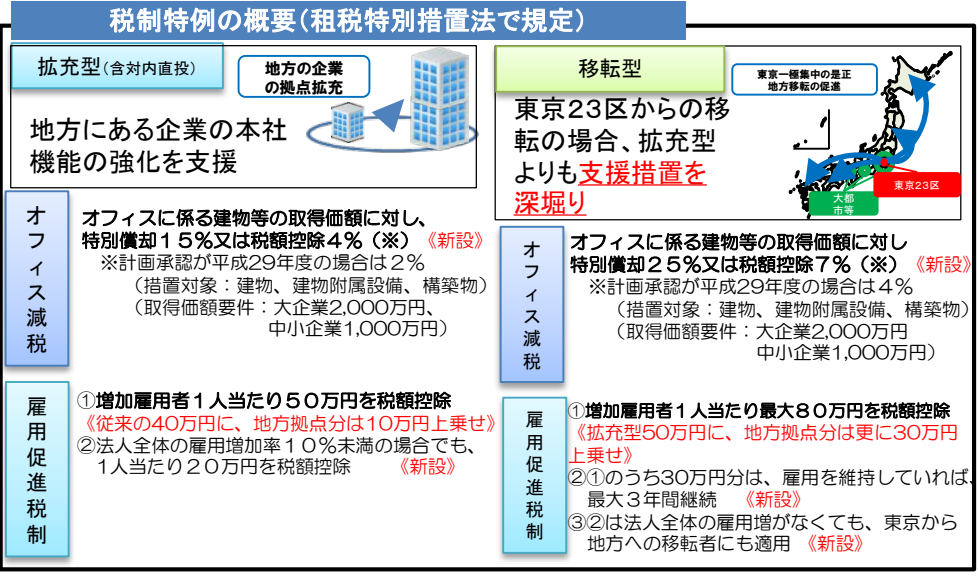 税制特例の概要(租税特別措置法で規定)
拡充型(含対内直投)
地方の企業
の拠点拡充
地方にある企業の本社
機能の強化を支援
オフィス減税
オフィスに係る建物等の取得価額に対し、
特別償却15%又は税額控除4%(※)《新設》
※計画承認が平成29年度の場合は2%
(措置対象:建物、建物附属設備、構築物)
(取得価額要件:大企業2,000万円、
中小企業1,000万円)
雇用促進税制
①増加雇用者1人当たり50万円を税額控除
《従来の40万円に、地方拠点分は10万円上乗せ》
②法人全体の雇用増加率10%未満の場合でも、
1人当たり20万円を税額控除 《新設》
移転型
東京一極集中の是正
地方移転の促進
東京23区からの移
転の場合、拡充型
よりも支援措置を
深堀り
東京23区
大都
市等
オフィス減税
オフィスに係る建物等の取得価額に対し
特別償却25%又は税額控除7%(※)《新設》
※計画承認が平成29年度の場合は4%
(措置対象:建物、建物附属設備、構築物)
(取得価額要件:大企業2,000万円
中小企業1,000万円)
雇用促進税制
①増加雇用者1人当たり最大80万円を税額控除
《拡充型50万円に、地方拠点分は更に30万円
上乗せ》
②①のうち30万円分は、雇用を維持していれば、
最大3年間継続 《新設》
③②は法人全体の雇用増がなくても、東京から
地方への移転者にも適用 《新設》